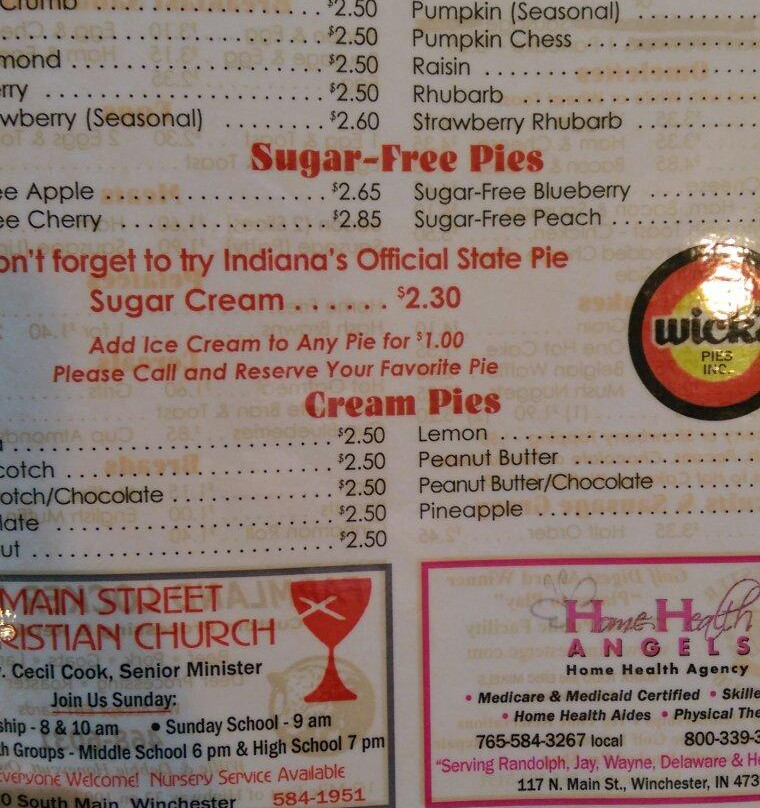 Crumb $2.50
$2.50
mond $2.50
rry $2.50
wberry (Seasonal) $2.60
Pumpkin (Seasonal)
Pumpkin Chess
Raisin
Rhubarb
Strawberry Rhubarb
Sugar-Free Pies
ee Apple $2.65
ee Cherry $2.85
Sugar-Free Blueberry
Sugar-Free Peach
on't forget to try Indiana's Official State Pie
Sugar Cream ...... $2.30
Add Ice Cream to Any Pie for $1.00
Please Call and Reserve Your Favorite Pie
wick's
PIES
INC.
Cream Pies
$2.50
cotch $2.50
otch/Chocolate $2.50
late $2.50
ut $2.50
Lemon
Peanut Butter
Peanut Butter/Chocolate
Pineapple
MAIN STREET
RISTIAN CHURCH
. Cecil Cook, Senior Minister
Join Us Sunday:
ship - 8 & 10 am • Sunday School - 9 am
h Groups - Middle School 6 pm & High School 7 pm
Everyone Welcome! Nursery Service Available
0 South Main, Winchester 584-1951
Home Health
ANGELS
Home Health Agency
• Medicare & Medicaid Certified • Skille
• Home Health Aides • Physical The
765-584-3267 local 800-339-3
"Serving Randolph, Jay, Wayne, Delaware & He
117 N. Main St., Winchester, IN 473